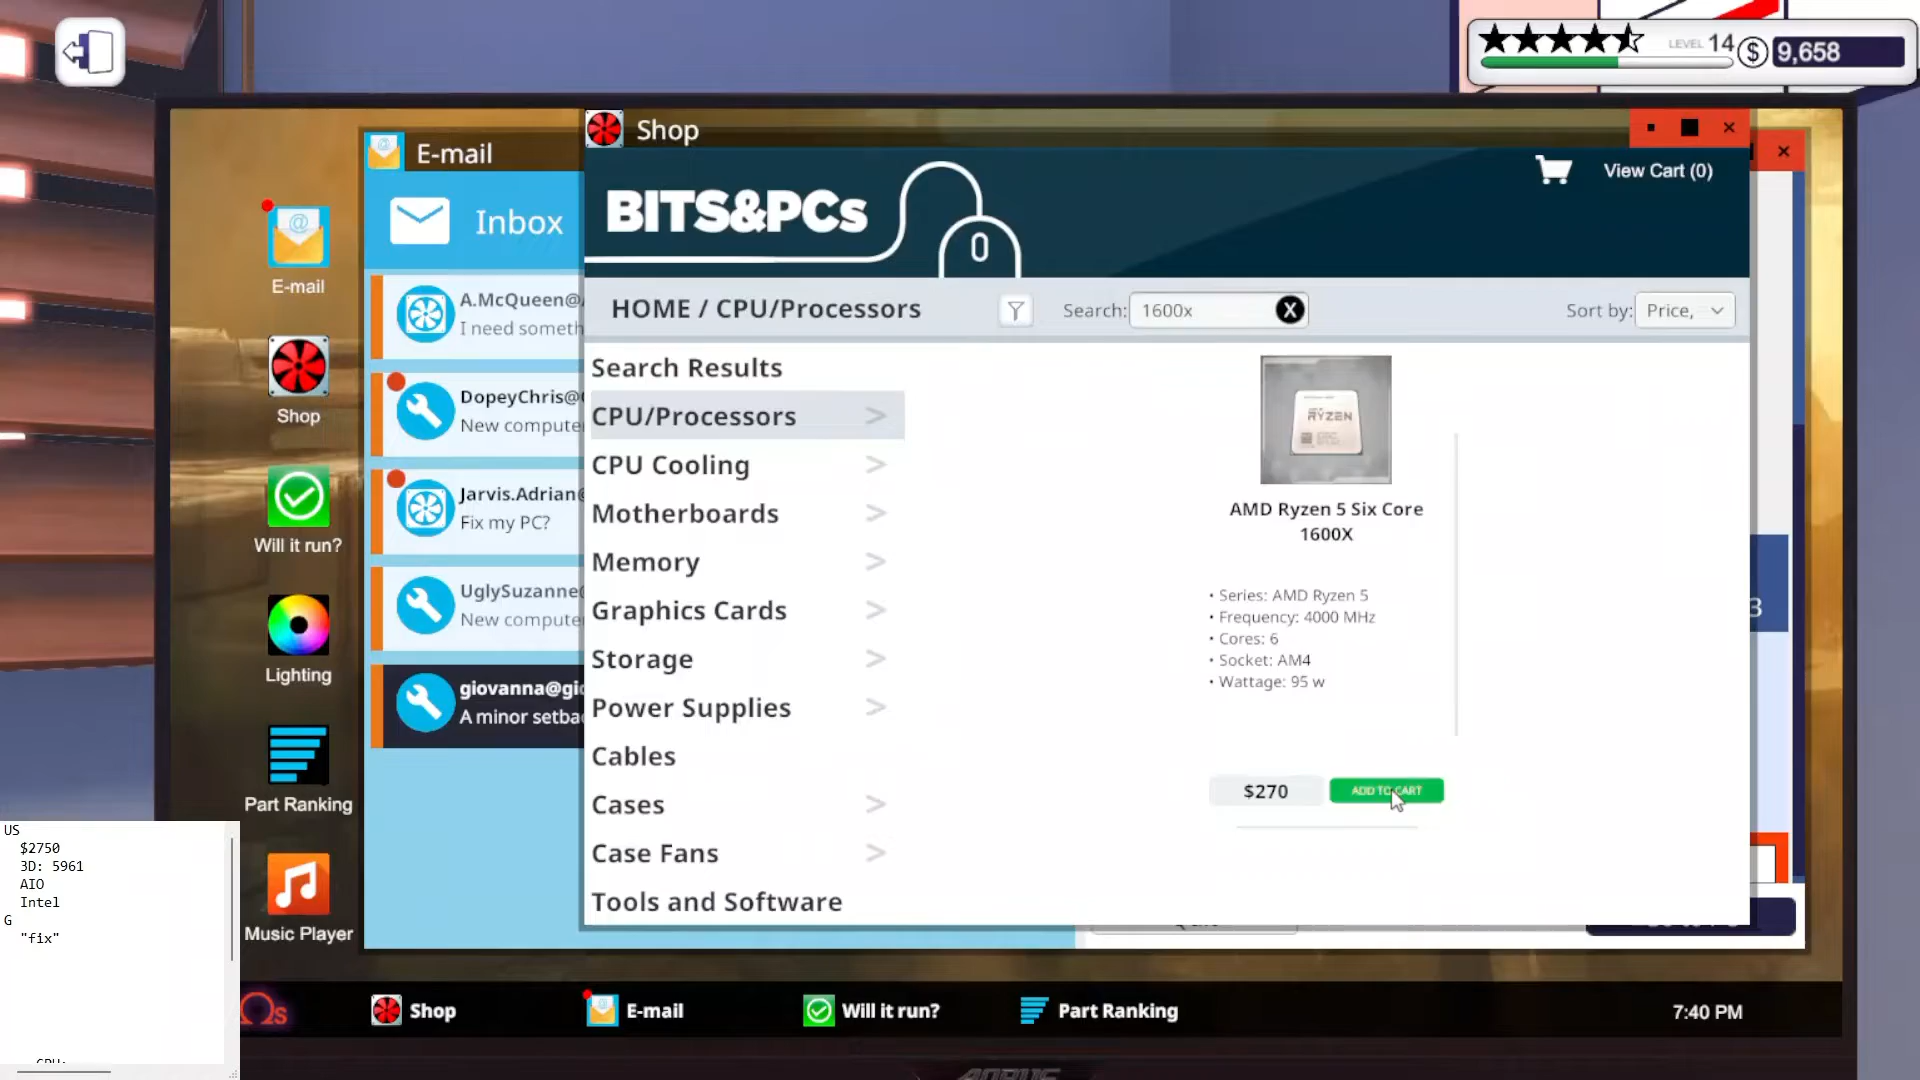 LEVEL 14
$ 9,658
Shop
E-mail
BITS&PCs
View Cart (0)
Inbox
E-mail
HOME / CPU/Processors
Search: 1600x X
Sort by: Price,
A.McQueen@
I need someth
Search Results
CPU/Processors >
CPU Cooling >
Motherboards >
Memory >
Graphics Cards >
Storage >
Power Supplies >
Cables
Cases >
Case Fans >
Tools and Software
Shop
DopeyChris@
New compute
Jarvis.Adrian@
Fix my PC?
UglySuzanne@
New compute
giovanna@gi
A minor setba
RYZEN
AMD Ryzen 5 Six Core
1600X
• Series: AMD Ryzen 5
• Frequency: 4000 MHz
• Cores: 6
• Socket: AM4
• Wattage: 95 w
$270
ADD TO CART
3
Will it run?
Lighting
Part Ranking
Music Player
US
$2750
3D: 5961
AIO
Intel
G
"fix"
Shop
E-mail
Will it run?
Part Ranking
7:40 PM